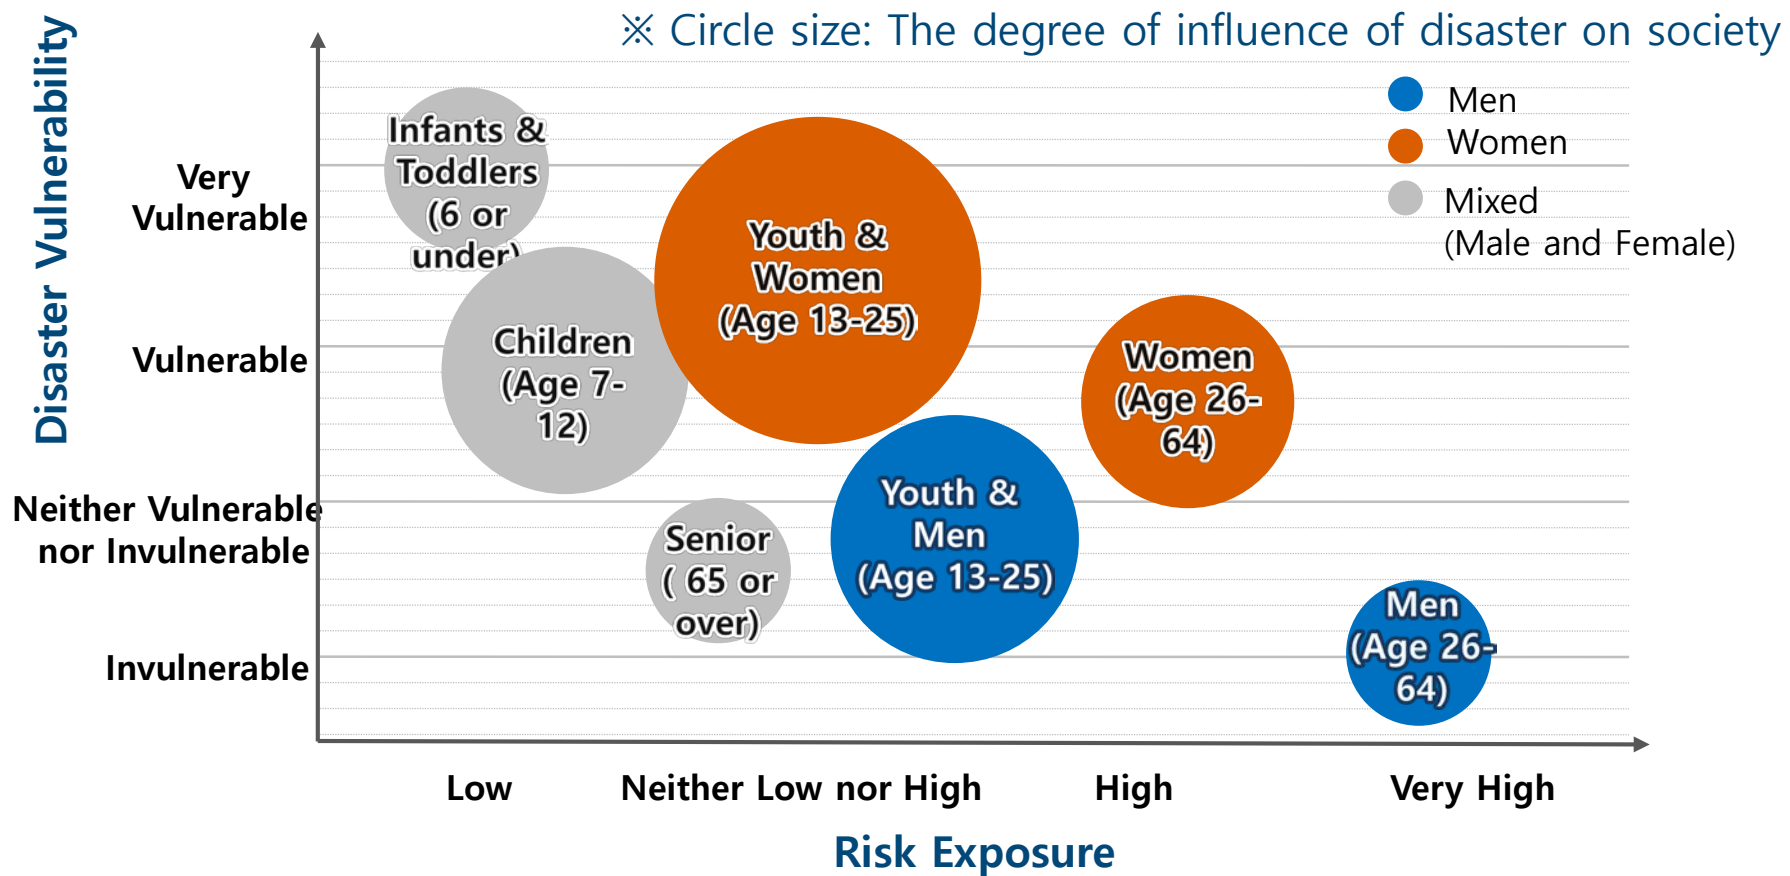 ※ Circle size: The degree of influence of disaster on society
Disaster Vulnerability
Men
Women
Mixed
(Male and Female)
Very
Vulnerable
Vulnerable
Neither Vulnerable
nor Invulnerable
Invulnerable
Infants &
Toddlers
(6 or
under)
Children
(Age 7-
12)
Youth &
Women
(Age 13-25)
Women
(Age 26-
64)
Senior
( 65 or
over)
Youth &
Men
(Age 13-25)
Men
(Age 26-
64)
Low
Neither Low nor High
High
Very High
Risk Exposure